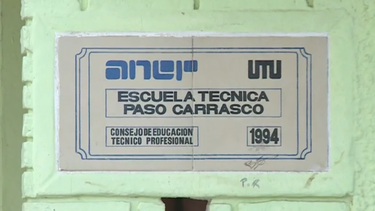 anep UTU
ESCUELA TECNICA
PASO CARRASCO
CONSEJO DE EDUCACION
TECNICO PROFESIONAL
1994
P.R